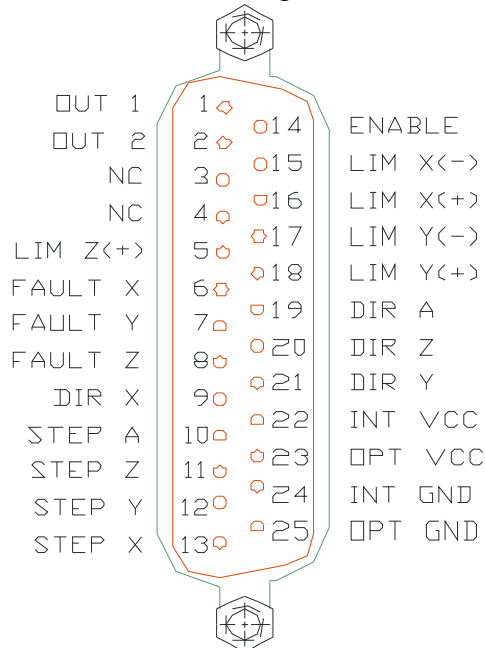 OUT 1 1
OUT 2 2
NC 3
NC 4
LIM Z(+) 5
FAULT X 6
FAULT Y 7
FAULT Z 8
DIR X 9
STEP A 10
STEP Z 11
STEP Y 12
STEP X 13
14 ENABLE
15 LIM X(-)
16 LIM X(+)
17 LIM Y(-)
18 LIM Y(+)
19 DIR A
20 DIR Z
21 DIR Y
22 INT VCC
23 OPT VCC
24 INT GND
25 OPT GND